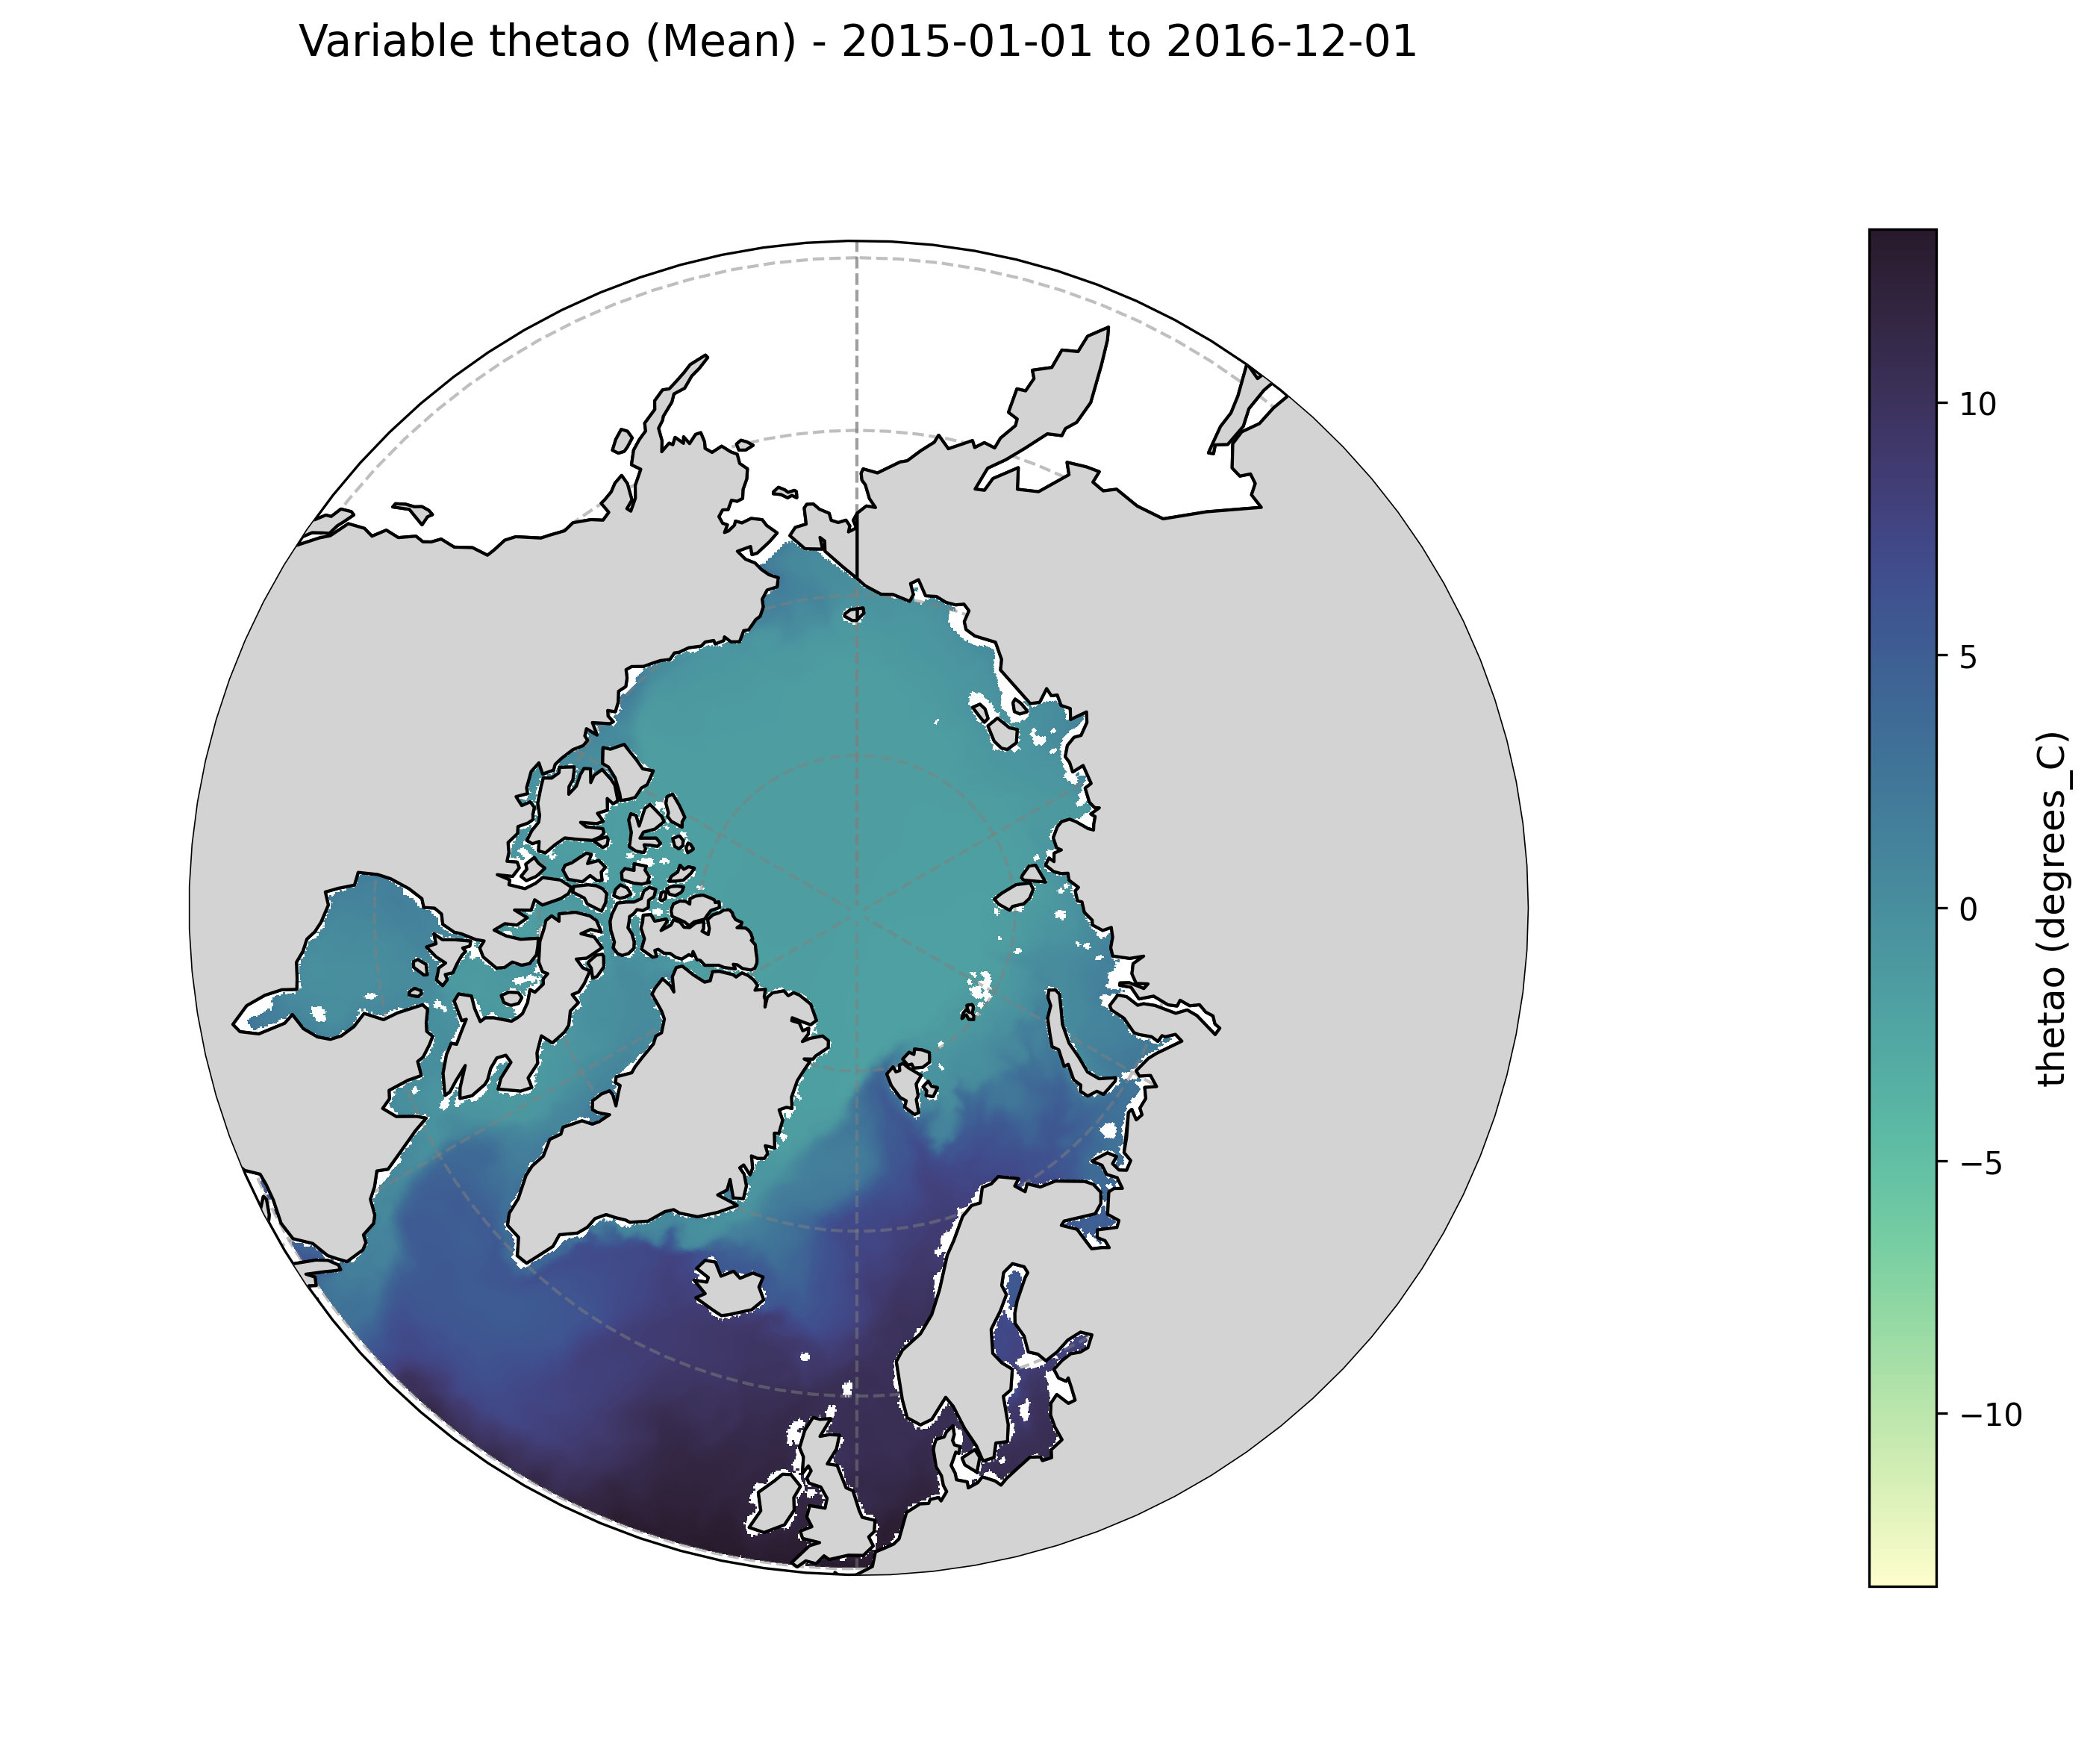 Variable thetao (Mean) - 2015-01-01 to 2016-12-01
10
5
0
−5
−10
thetao (degrees_C)